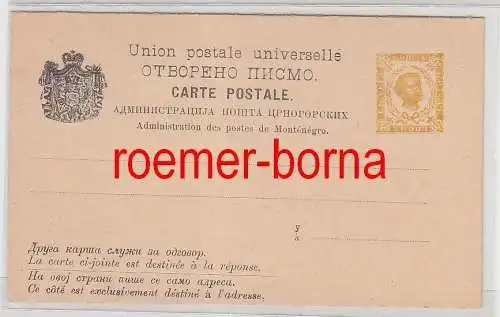 Union postale universelle
ОТВОРЕНО ПИСМО.
CARTE POSTALE.
АДМИНИСТРАЦИЈА ПОШТА ЦРНОГОРСКИХ
Administration des postes de Monténégro.
roemer-borna
у
à
Друга карта служи за одговор.
La carte ci-jointe est destinée à la réponse.
На овој страни пише се само адреса.
Ce côté est exclusivement déstiné à l'adresse.